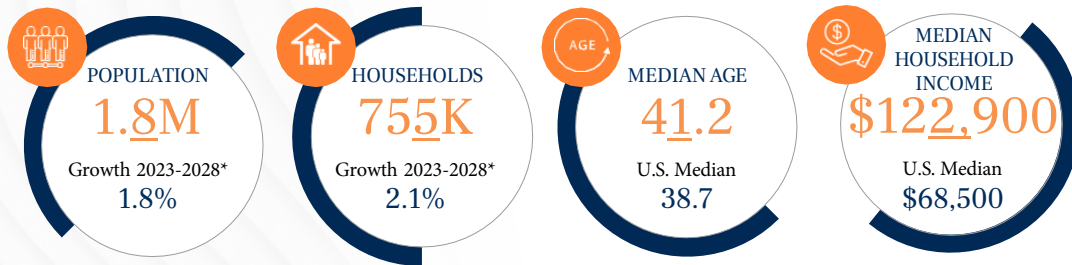 POPULATION
1.8M
Growth 2023-2028*
1.8%
HOUSEHOLDS
755K
Growth 2023-2028*
2.1%
AGE
MEDIAN AGE
41.2
U.S. Median
38.7
$
MEDIAN
HOUSEHOLD
INCOME
$122,900
U.S. Median
$68,500